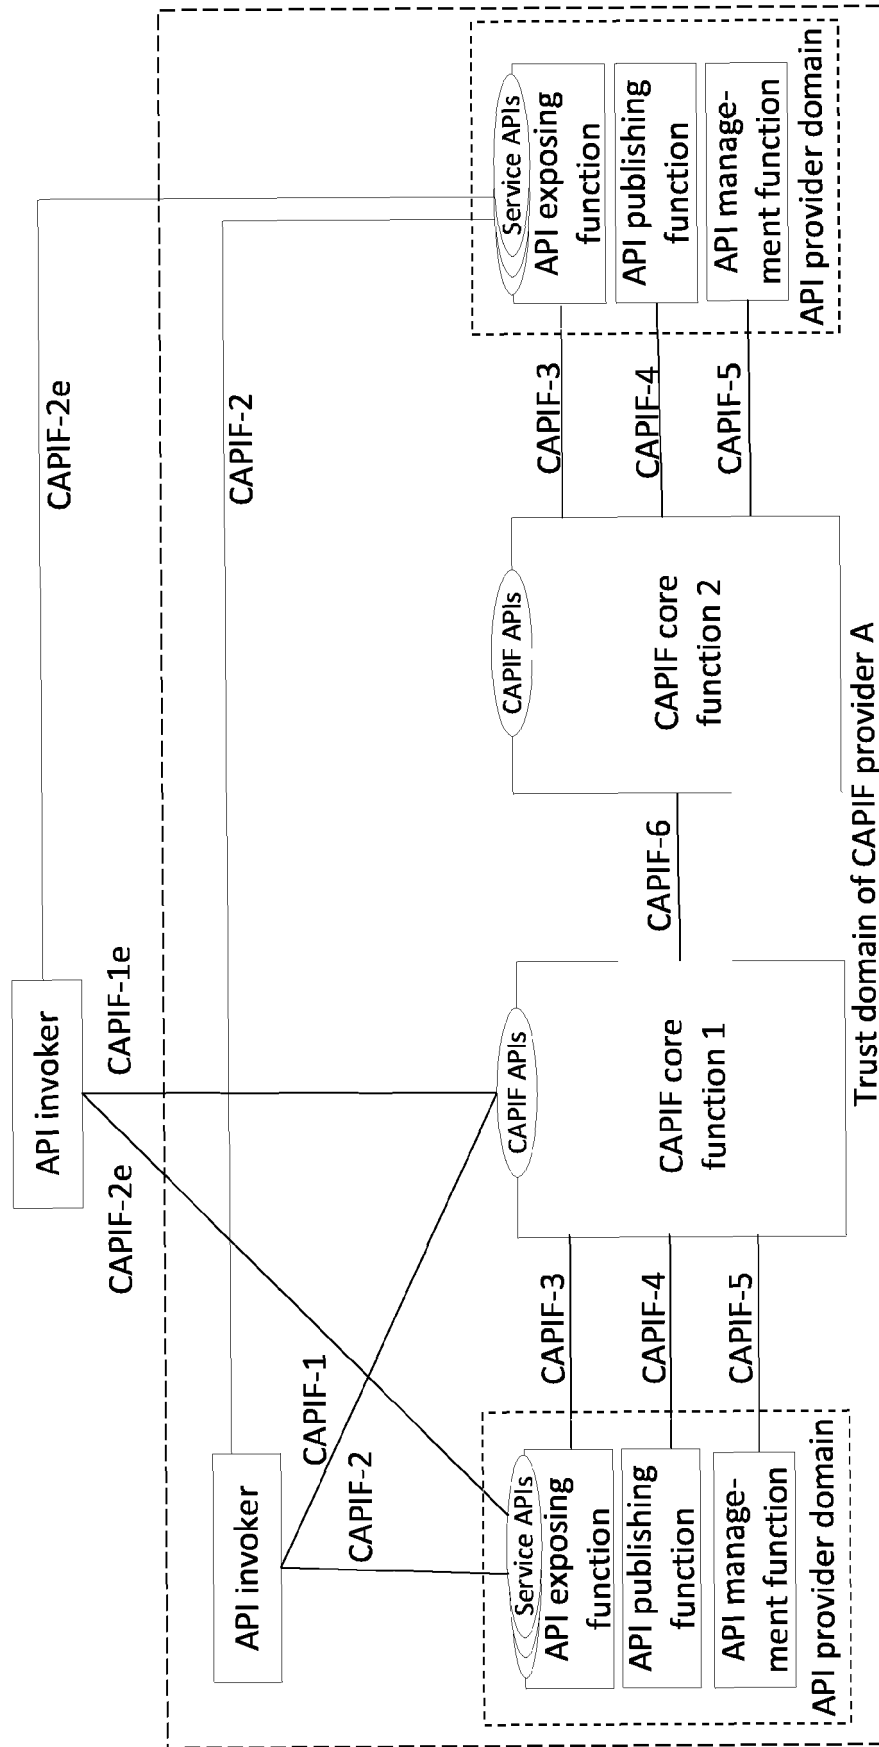 API invoker
CAPIF-2e
CAPIF-2e
CAPIF-1e
API invoker
CAPIF-2
CAPIF-1
CAPIF-2
Service APIs
API exposing
function
API publishing
function
API manage-
ment function
API provider domain
CAPIF-3
CAPIF-4
CAPIF-5
CAPIF APIs
CAPIF core
function 1
CAPIF-6
CAPIF APIs
CAPIF core
function 2
CAPIF-3
CAPIF-4
CAPIF-5
Service APIs
API exposing
function
API publishing
function
API manage-
ment function
API provider domain
Trust domain of CAPIF provider A